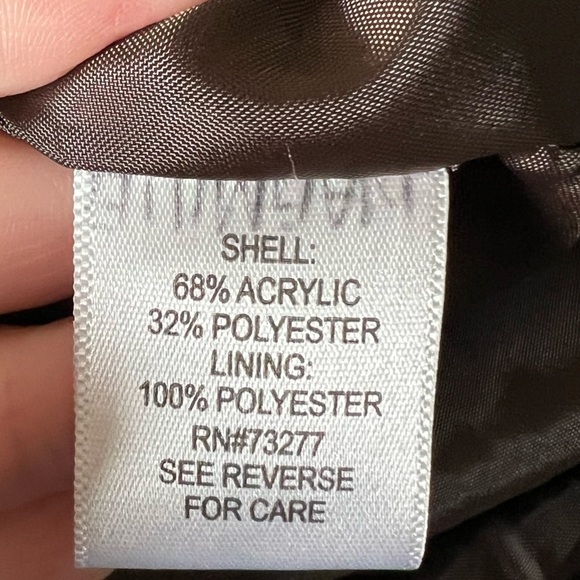 SHELL:
68% ACRYLIC
32% POLYESTER
LINING:
100% POLYESTER
RN#73277
SEE REVERSE
FOR CARE